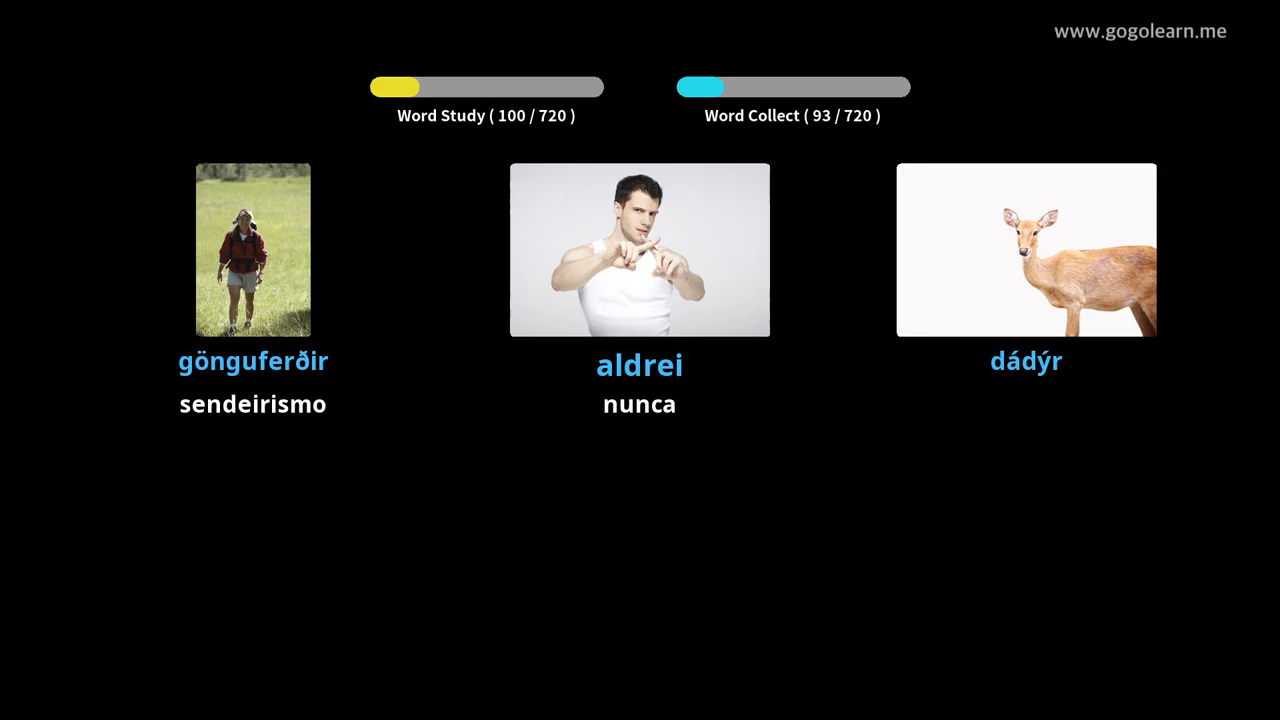 www.gogolearn.me
Word Study ( 100 / 720 )
Word Collect ( 93 / 720 )
gönguferðir
aldrei
dádýr
sendeirismo
nunca